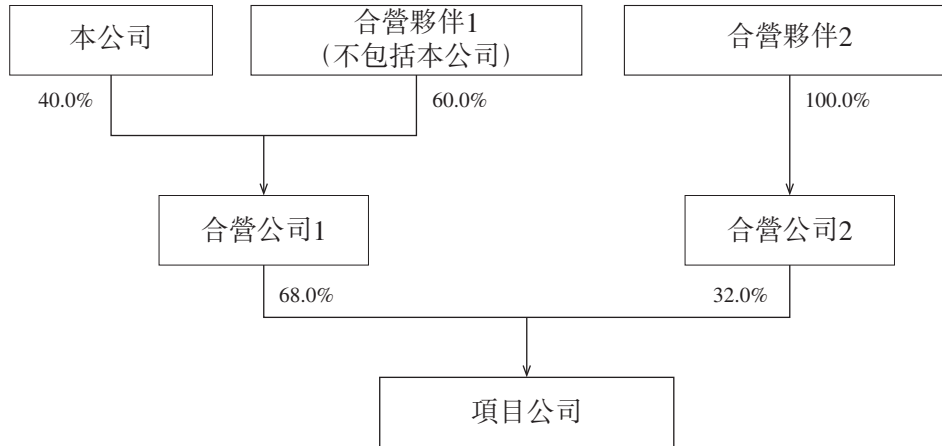 本公司
合營夥伴1
(不包括本公司)
合營夥伴2
40.0%
60.0%
100.0%
合營公司1
合營公司2
68.0%
32.0%
項目公司